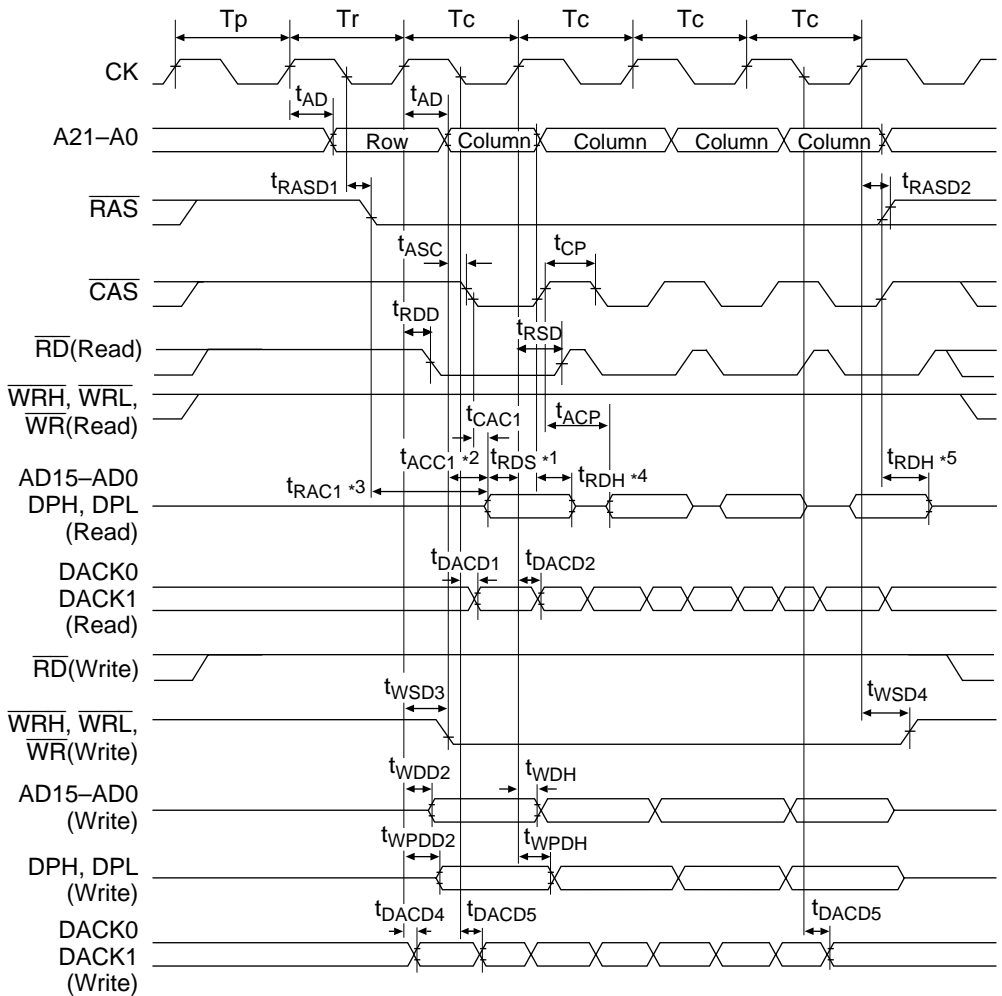 Tp Tr Tc Tc Tc Tc
CK
tAD tAD
A21–A0 Row Column Column Column Column
tRASD1 tRASD2
RAS
tASC tCP
CAS
tRDD tRSD
RD(Read)
WRH, WRL,
WR(Read)
tCAC1 tACP
tACC1 *2 tRDS *1 tRDH *4 tRDH *5
tRAC1 *3
AD15–AD0
DPH, DPL
(Read)
tDACD1 tDACD2
DACK0
DACK1
(Read)
RD(Write)
tWSD3 tWSD4
WRH, WRL,
WR(Write)
tWDD2 tWDH
AD15–AD0
(Write)
tWPDD2 tWPDH
DPH, DPL
(Write)
tDACD4 tDACD5 tDACD5
DACK0
DACK1
(Write)